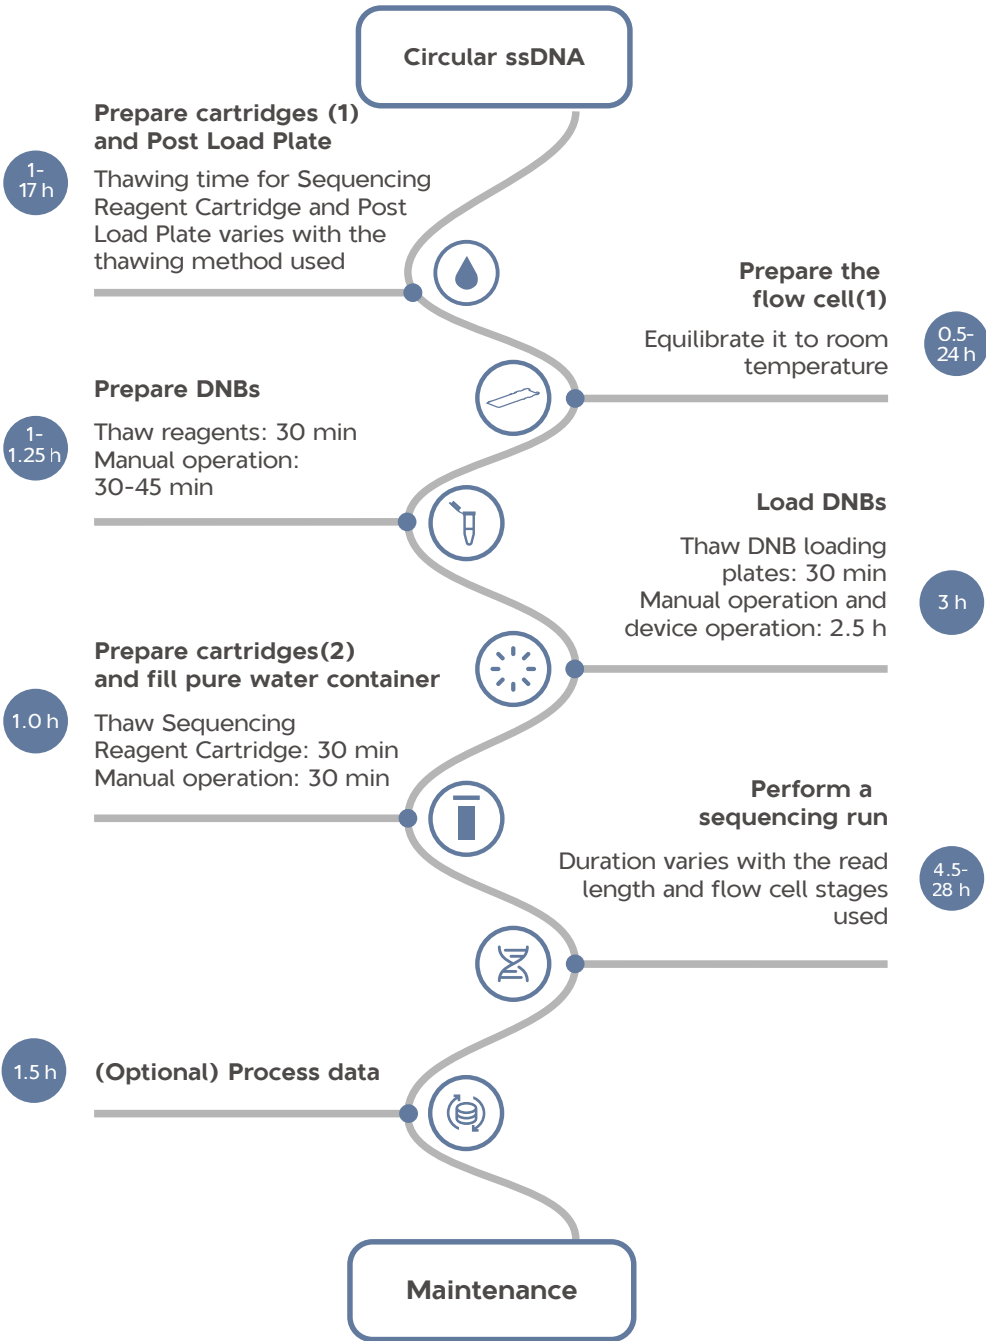 Circular ssDNA
Prepare cartridges (1)
and Post Load Plate
1-
17 h
Thawing time for Sequencing
Reagent Cartridge and Post
Load Plate varies with the
thawing method used
Prepare the
flow cell(1)
Equilibrate it to room
temperature
0.5-
24 h
Prepare DNBs
1-
1.25 h
Thaw reagents: 30 min
Manual operation:
30-45 min
Load DNBs
Thaw DNB loading
plates: 30 min
Manual operation and
device operation: 2.5 h
3 h
Prepare cartridges(2)
and fill pure water container
1.0 h
Thaw Sequencing
Reagent Cartridge: 30 min
Manual operation: 30 min
Perform a
sequencing run
Duration varies with the read
length and flow cell stages
used
4.5-
28 h
1.5 h
(Optional) Process data
Maintenance